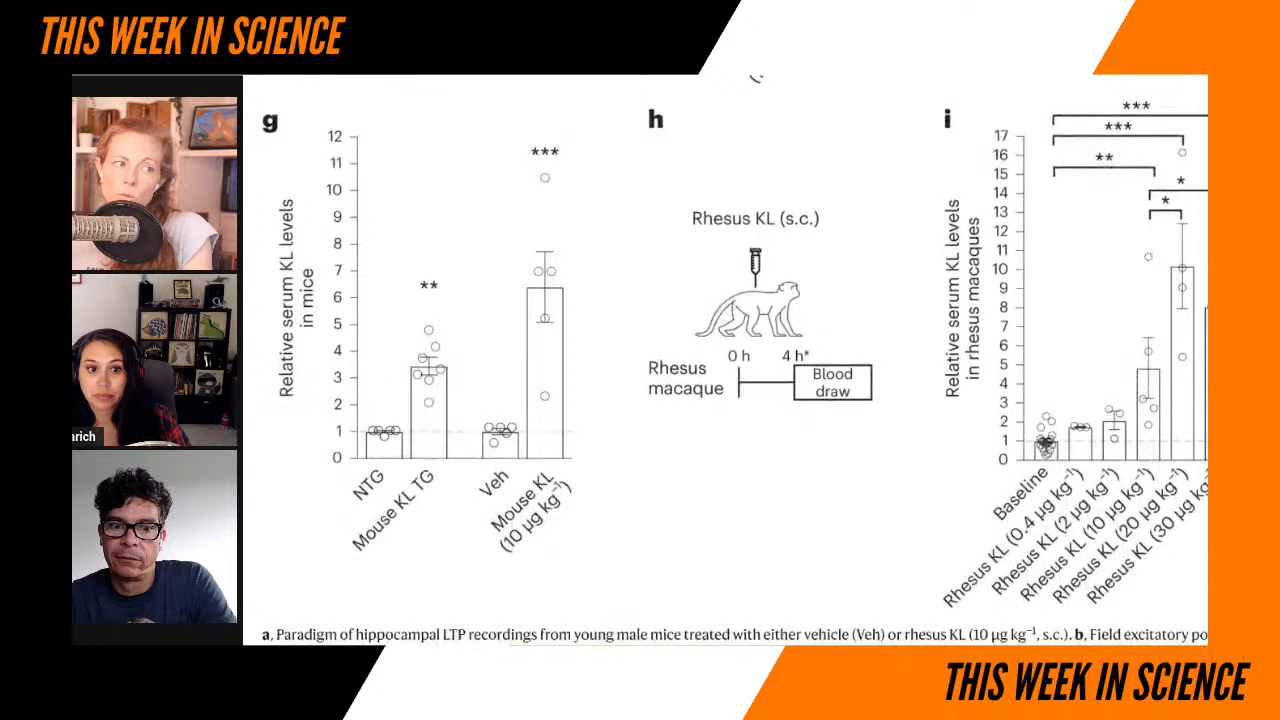 THIS WEEK IN SCIENCE
arich
g
Relative serum KL levels
in mice
12
11
10
9
8
7
6
5
4
3
2
1
0
**
***
NTG
Mouse KL TG
Veh
Mouse KL
(10 µg kg⁻¹)
h
Rhesus KL (s.c.)
0 h
4 h*
Rhesus
macaque
Blood
draw
i
Relative serum KL levels
in rhesus macaques
17
16
15
14
13
12
11
10
9
8
7
6
5
4
3
2
1
0
***
***
**
*
*
Baseline
Rhesus KL (0.4 µg kg⁻¹)
Rhesus KL (2 µg kg⁻¹)
Rhesus KL (10 µg kg⁻¹)
Rhesus KL (20 µg kg⁻¹)
Rhesus KL (30 µg kg
a, Paradigm of hippocampal LTP recordings from young male mice treated with either vehicle (Veh) or rhesus KL (10 µg kg⁻¹, s.c.). b, Field excitatory po
THIS WEEK IN SCIENCE